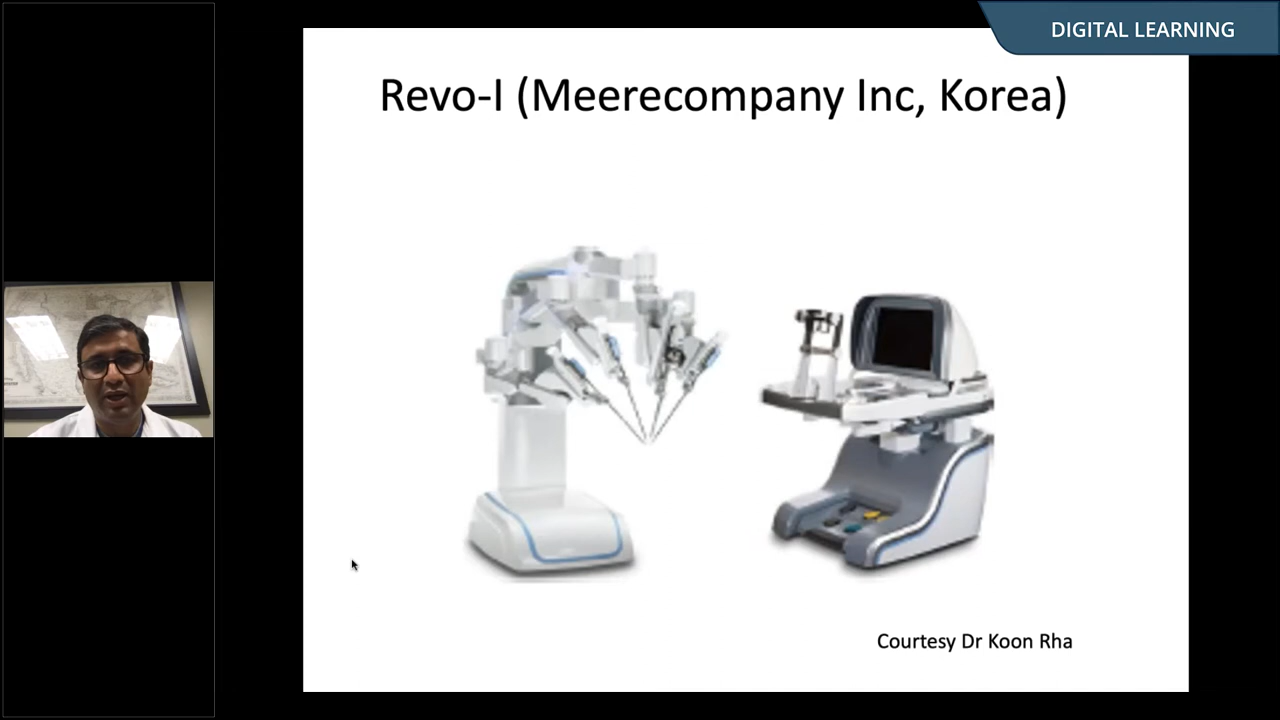 DIGITAL LEARNING
Revo-I (Meerecompany Inc, Korea)
Courtesy Dr Koon Rha